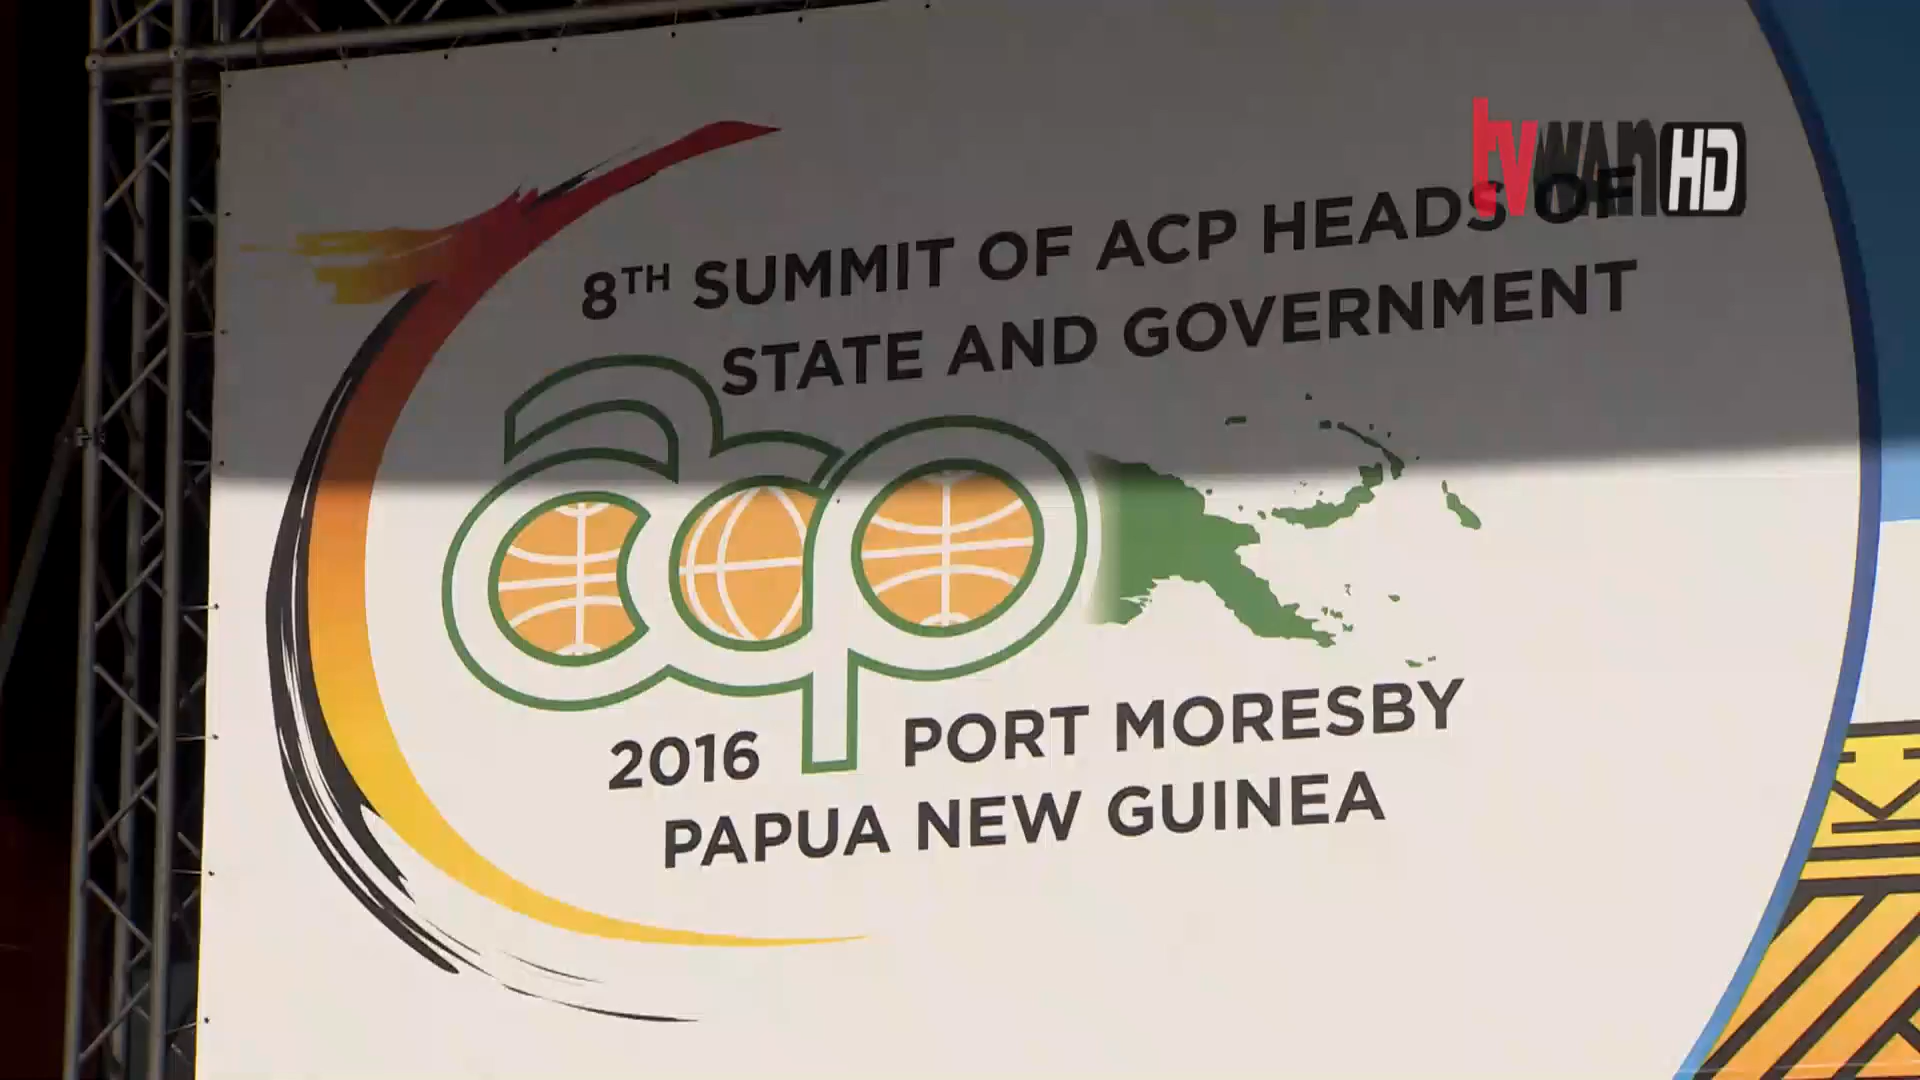 tvwan HD
8TH SUMMIT OF ACP HEADS OF
STATE AND GOVERNMENT
acp
2016 PORT MORESBY
PAPUA NEW GUINEA